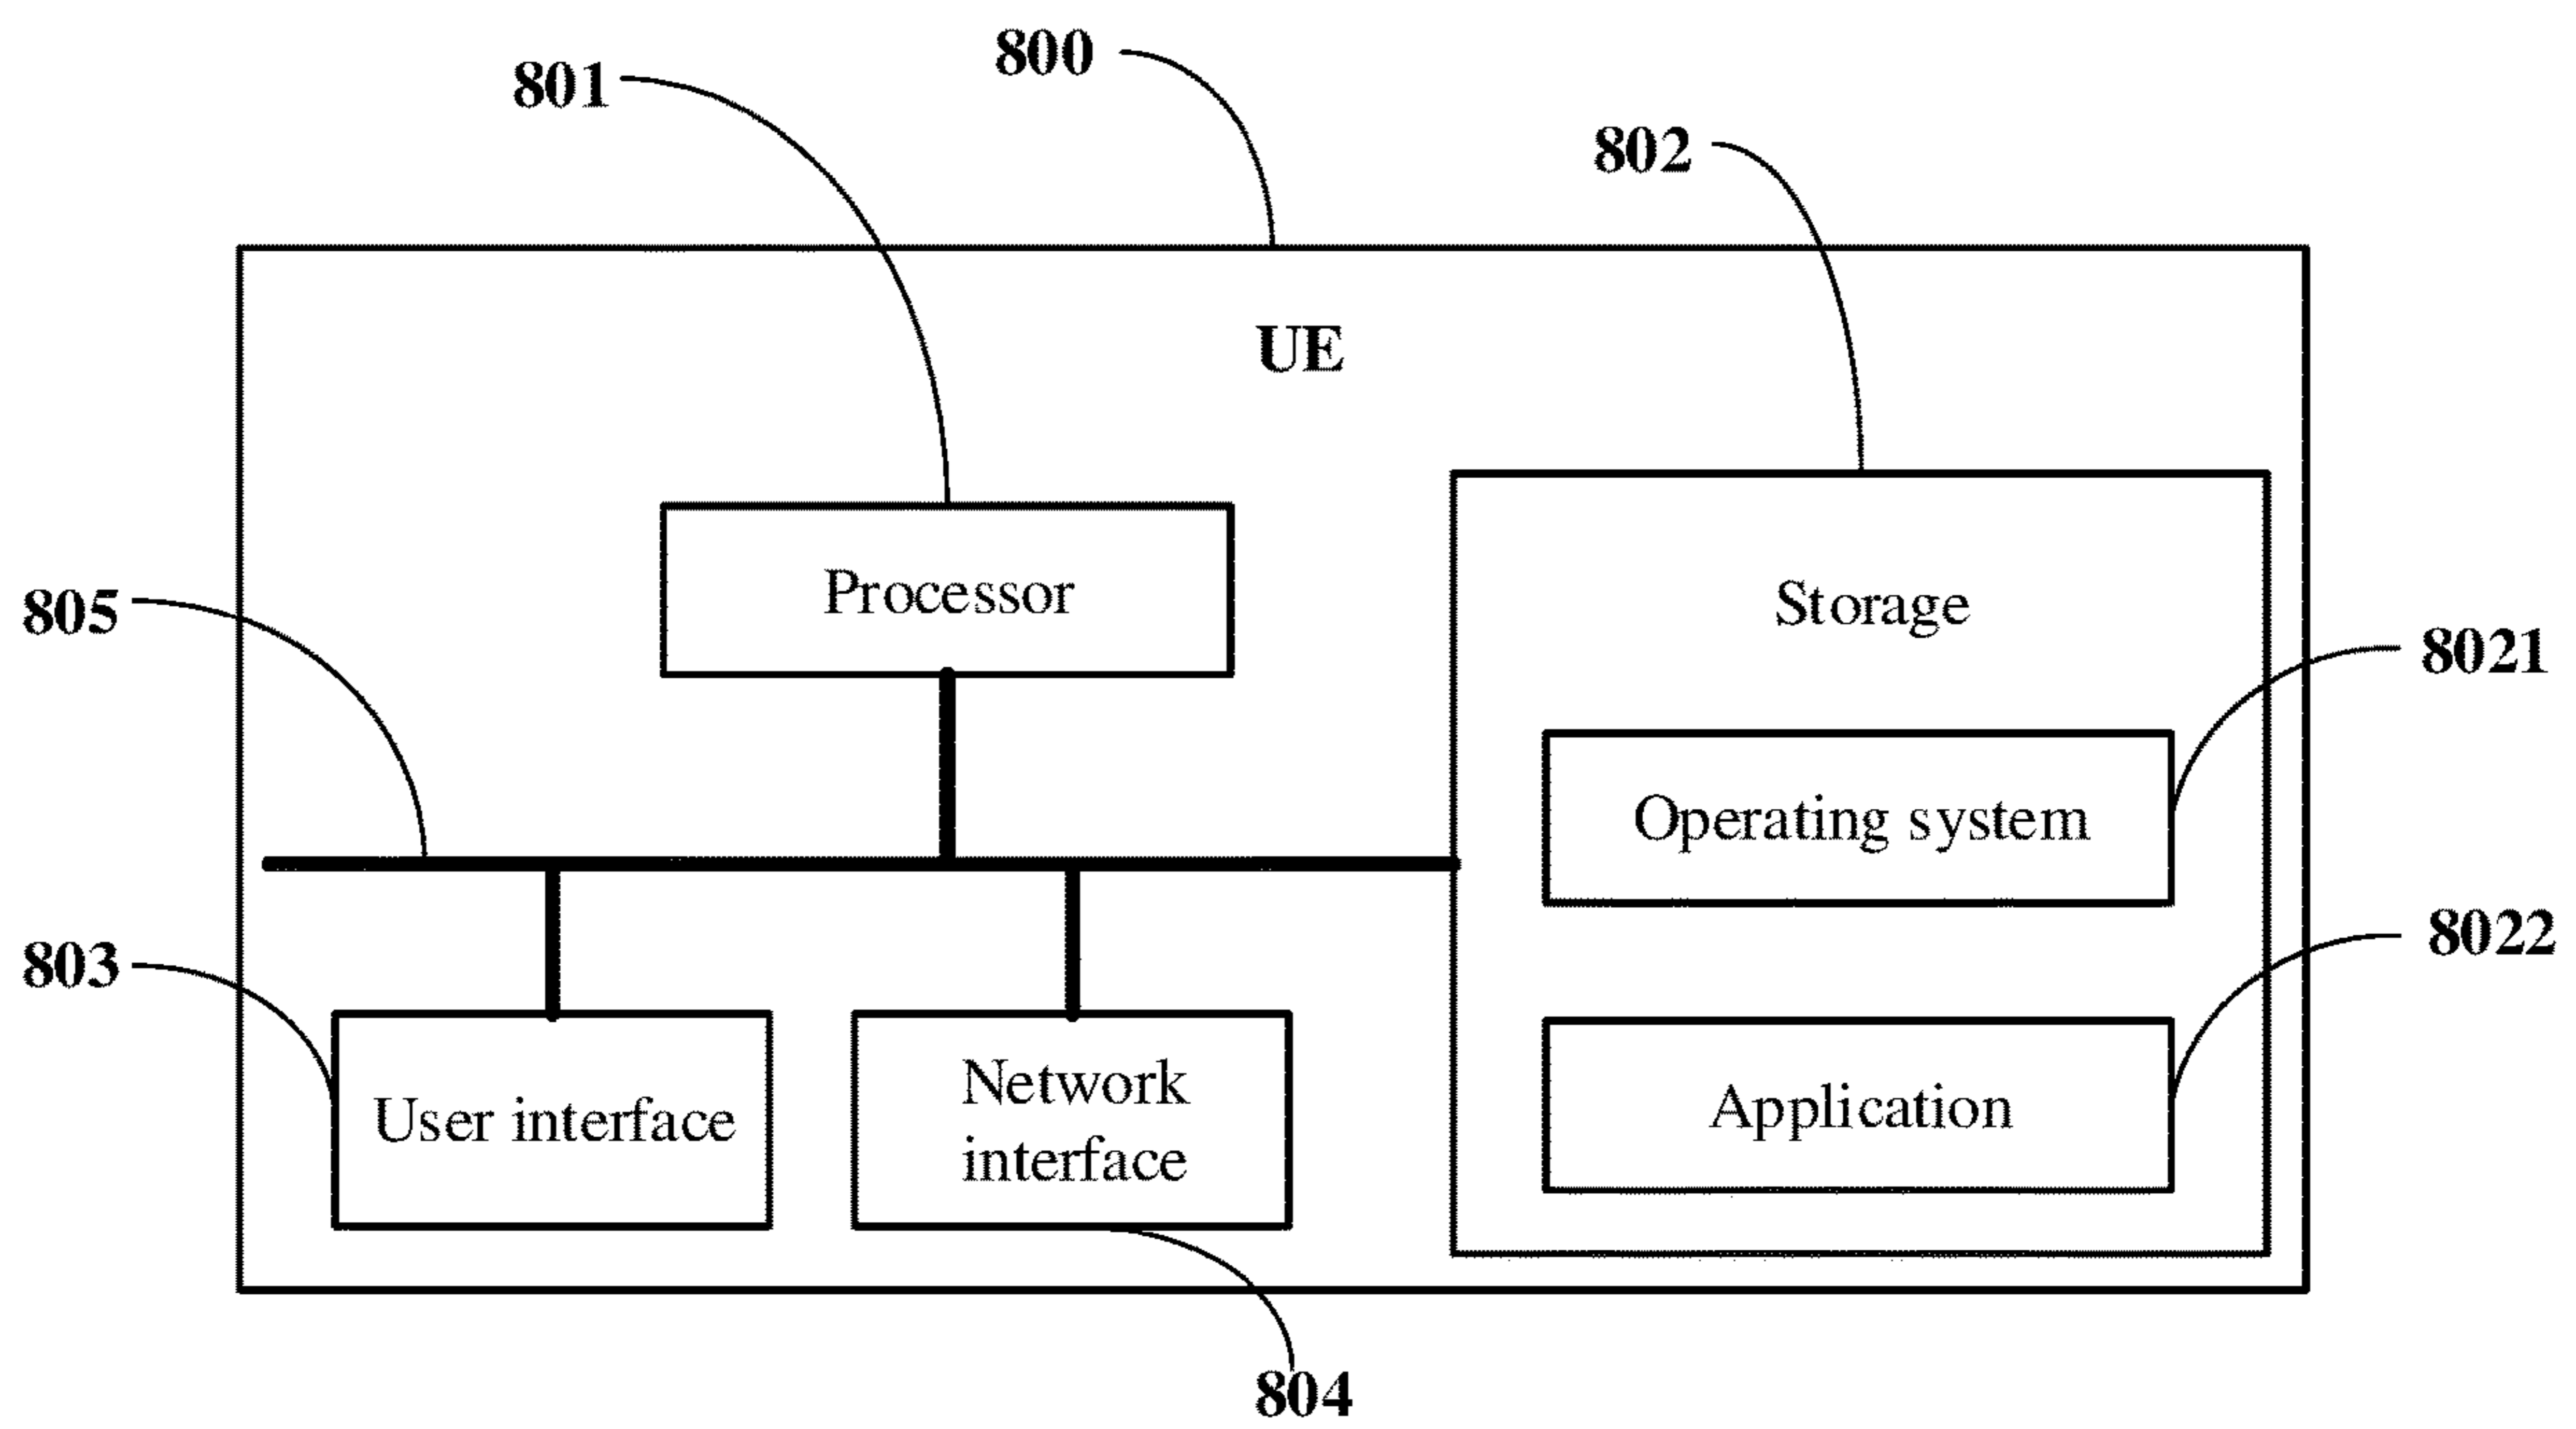 800
801
802
UE
Processor
Storage
805
8021
Operating system
803
8022
User interface
Network
interface
Application
804